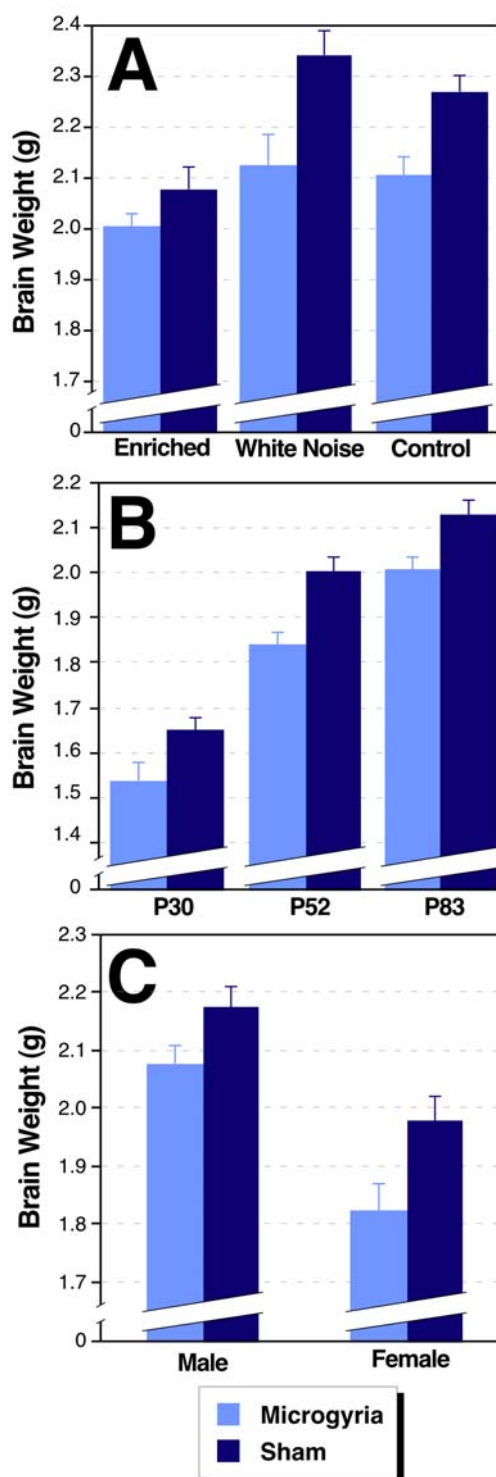 A
Brain Weight (g)
2.4
2.3
2.2
2.1
2.0
1.9
1.8
1.7
0
Enriched White Noise Control
B
Brain Weight (g)
2.2
2.1
2.0
1.9
1.8
1.7
1.6
1.5
1.4
0
P30 P52 P83
C
Brain Weight (g)
2.3
2.2
2.1
2.0
1.9
1.8
1.7
0
Male Female
Microgyria
Sham